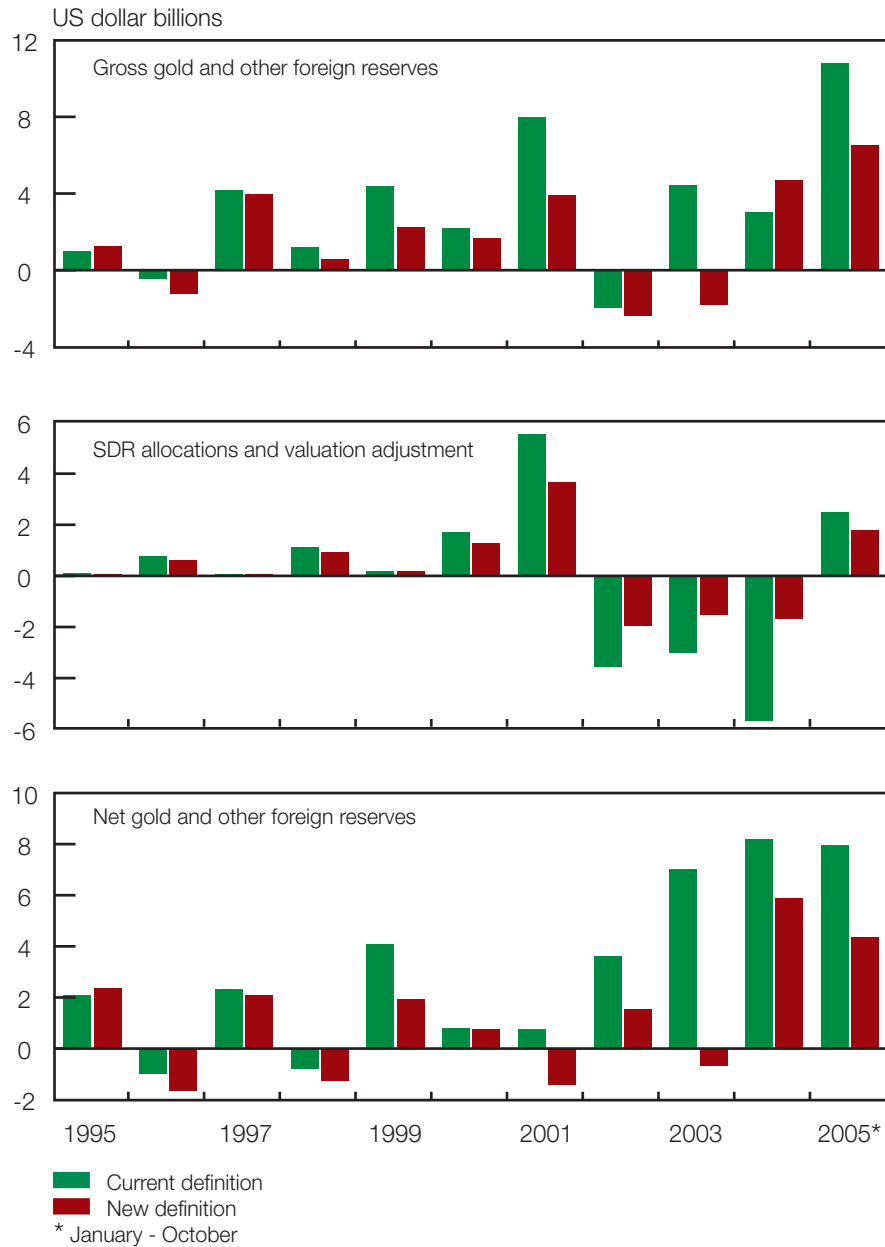 US dollar billions
12
Gross gold and other foreign reserves
8
4
0
-4
6
SDR allocations and valuation adjustment
4
2
0
-2
-4
-6
10
Net gold and other foreign reserves
8
6
4
2
0
-2
1995 1997 1999 2001 2003 2005*
Current definition
New definition
* January - October